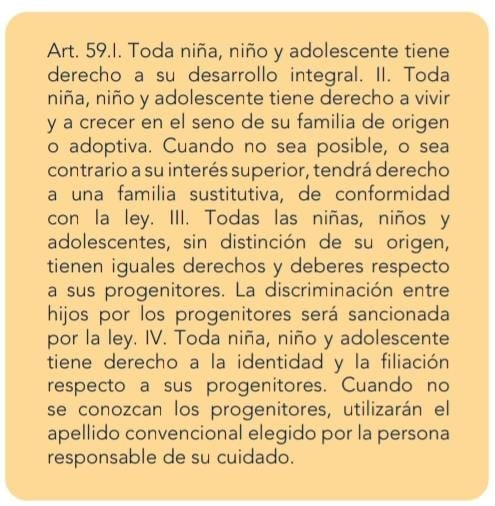 Art. 59.I. Toda niña, niño y adolescente tiene
derecho a su desarrollo integral. II. Toda
niña, niño y adolescente tiene derecho a vivir
y a crecer en el seno de su familia de origen
o adoptiva. Cuando no sea posible, o sea
contrario a su interés superior, tendrá derecho
a una familia sustitutiva, de conformidad
con la ley. III. Todas las niñas, niños y
adolescentes, sin distinción de su origen,
tienen iguales derechos y deberes respecto
a sus progenitores. La discriminación entre
hijos por los progenitores será sancionada
por la ley. IV. Toda niña, niño y adolescente
tiene derecho a la identidad y la filiación
respecto a sus progenitores. Cuando no
se conozcan los progenitores, utilizarán el
apellido convencional elegido por la persona
responsable de su cuidado.